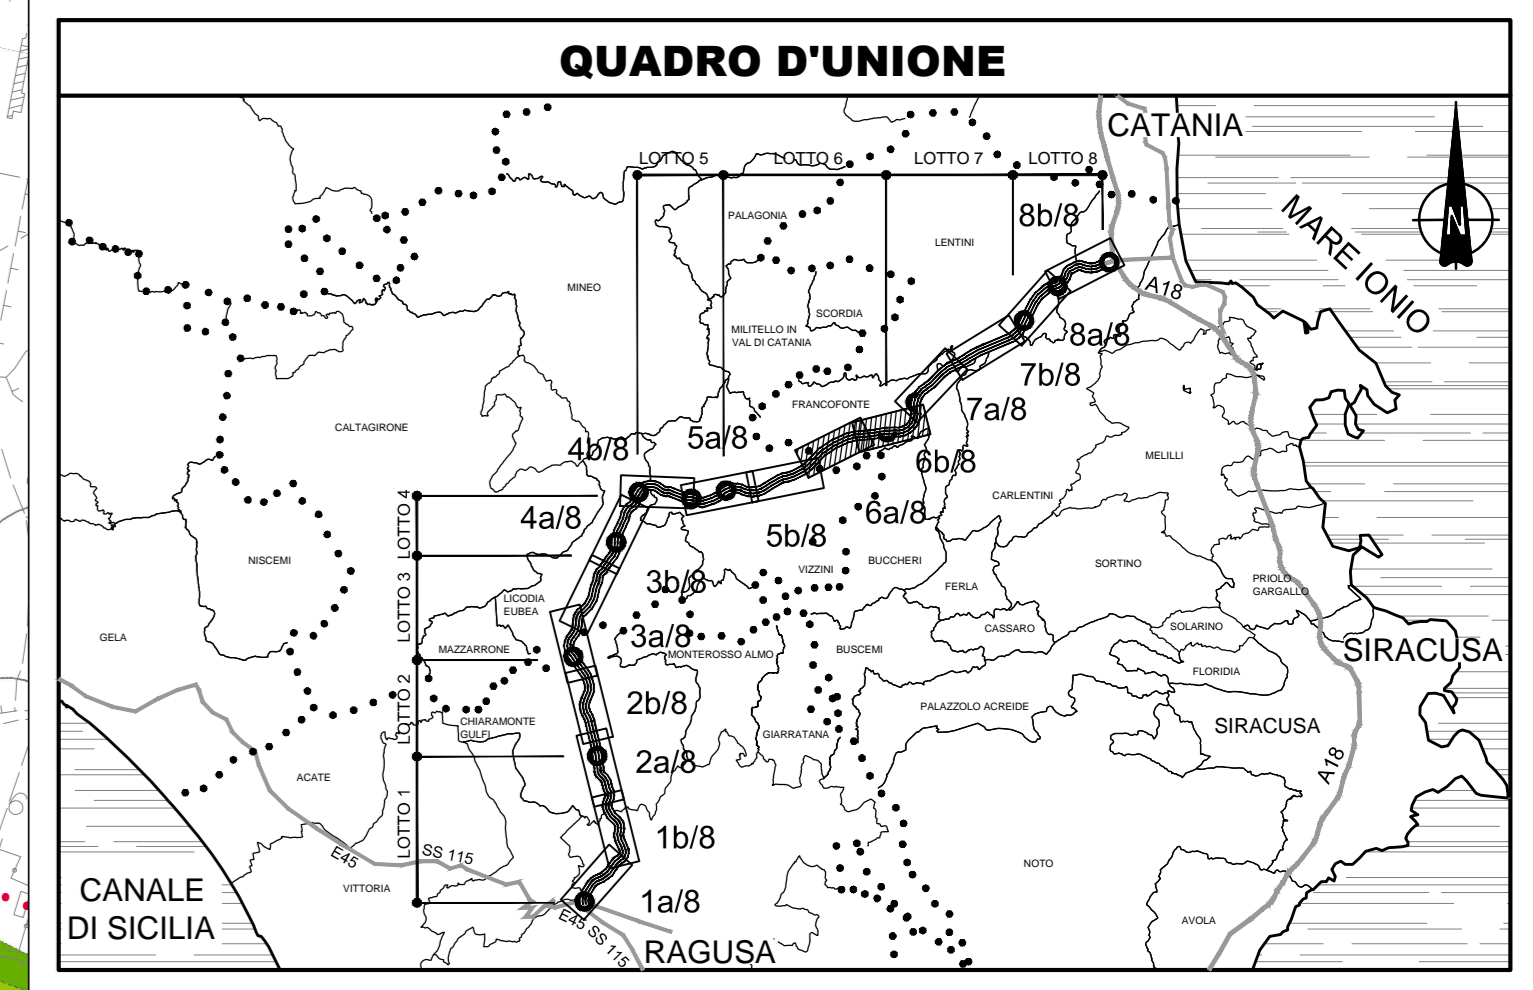 QUADRO D'UNIONE
CATANIA
LOTTO 5
LOTTO 6
LOTTO 7
LOTTO 8
PALAGONIA
8b/8
MARE IONIO
N
LENTINI
MINEO
A18
SCORDIA
MILITELLO IN
VAL DI CATANIA
8a/8
7b/8
FRANCOFONTE
7a/8
CALTAGIRONE
5a/8
4b/8
6b/8
MELILLI
CARLENTINI
4a/8
6a/8
LOTTO 4
5b/8
NISCEMI
VIZZINI
BUCCHERI
SORTINO
3b/8
FERLA
PRIOLO
GARGALLO
LICODIA
EUBEA
LOTTO 3
GELA
3a/8
CASSARO
SOLARINO
MAZZARRONE
MONTEROSSO ALMO
BUSCEMI
SIRACUSA
FLORIDIA
LOTTO 2
2b/8
PALAZZOLO ACREIDE
CHIARAMONTE
GULFI
GIARRATANA
SIRACUSA
2a/8
A18
ACATE
LOTTO 1
1b/8
E45
SS 115
NOTO
VITTORIA
CANALE
DI SICILIA
1a/8
E45 SS 115
AVOLA
RAGUSA